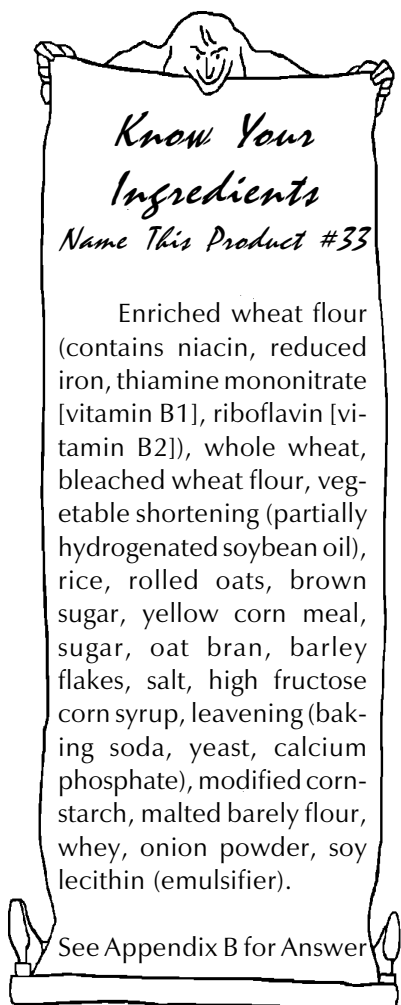 Know Your
Ingredients
Name This Product #33
Enriched wheat flour
(contains niacin, reduced
iron, thiamine mononitrate
[vitamin B1], riboflavin [vi-
tamin B2]), whole wheat,
bleached wheat flour, veg-
etable shortening (partially
hydrogenated soybean oil),
rice, rolled oats, brown
sugar, yellow corn meal,
sugar, oat bran, barley
flakes, salt, high fructose
corn syrup, leavening (bak-
ing soda, yeast, calcium
phosphate), modified corn-
starch, malted barely flour,
whey, onion powder, soy
lecithin (emulsifier).
See Appendix B for Answer